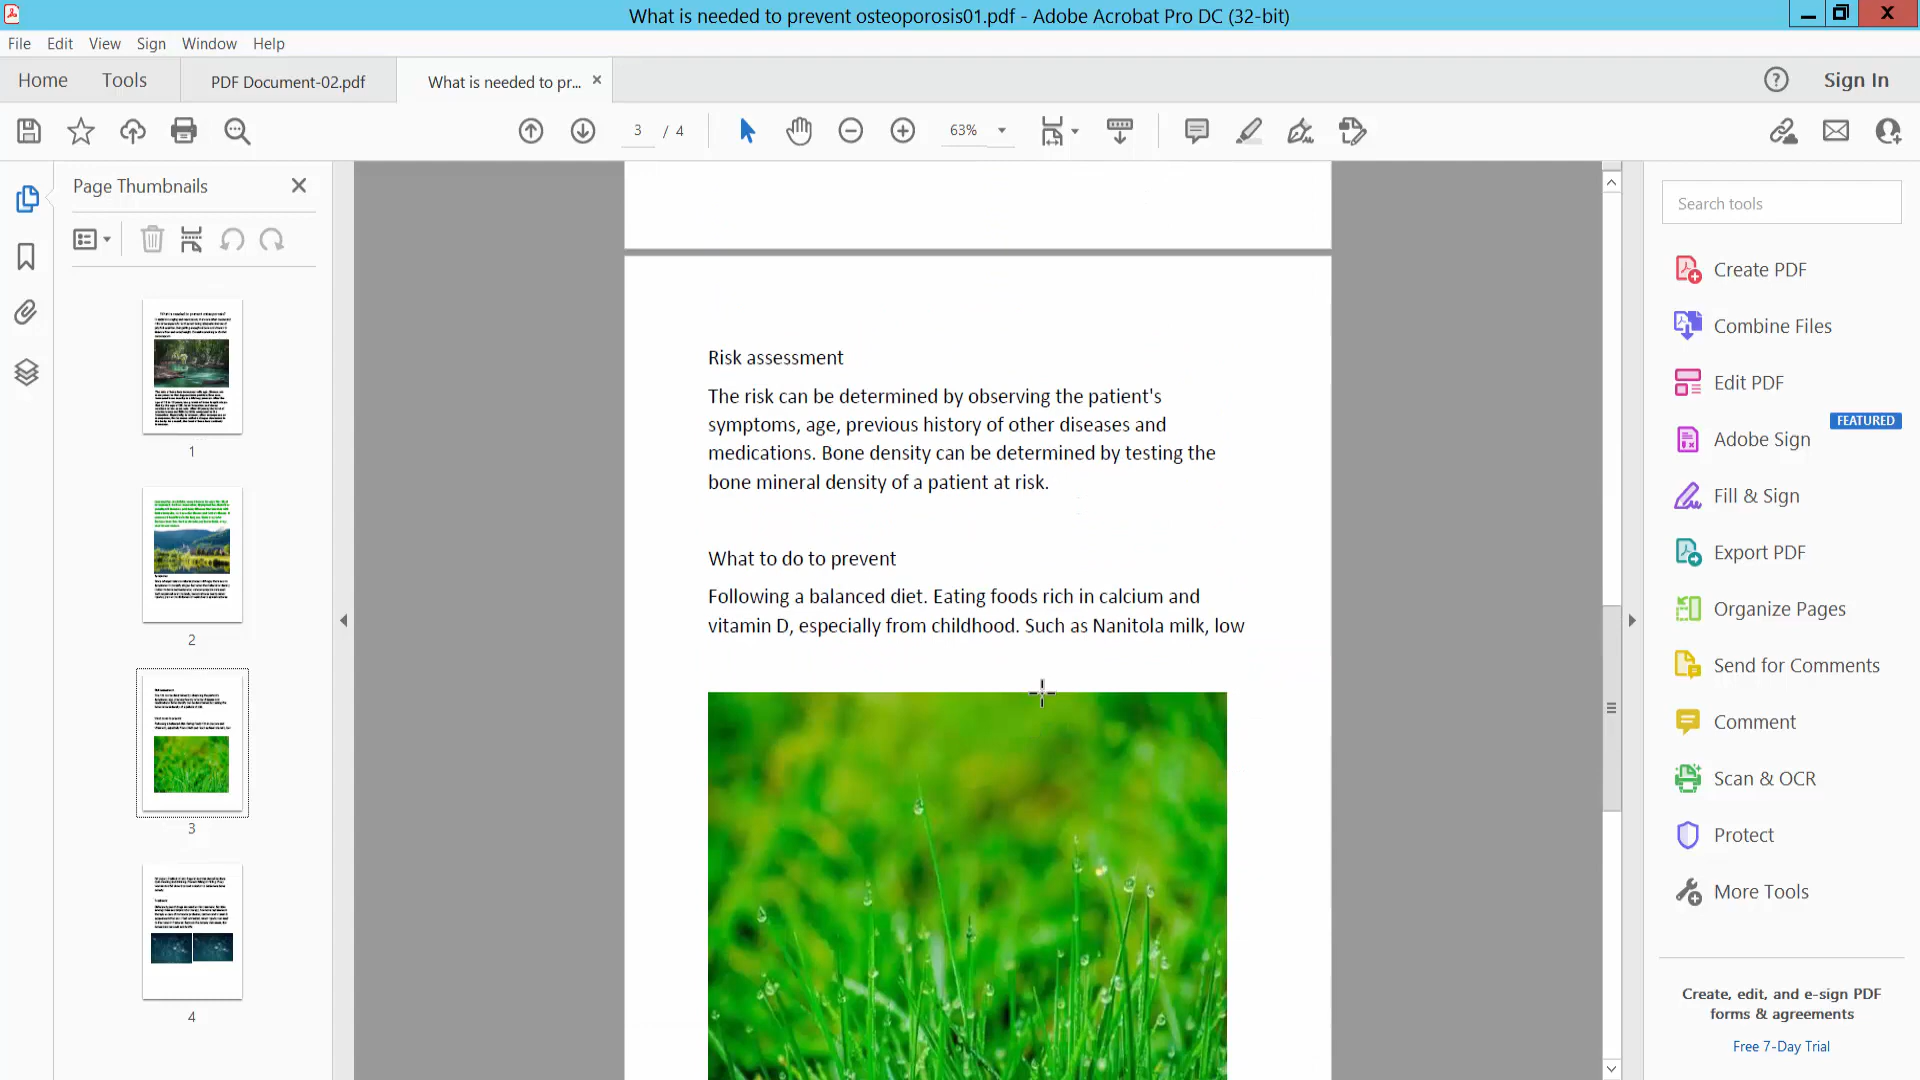 What is needed to prevent osteoporosis01.pdf - Adobe Acrobat Pro DC (32-bit)
File Edit View Sign Window Help
Home Tools PDF Document-02.pdf What is needed to pr... Sign In
3 / 4 63%
Page Thumbnails
1
2
3
4
Risk assessment
The risk can be determined by observing the patient's
symptoms, age, previous history of other diseases and
medications. Bone density can be determined by testing the
bone mineral density of a patient at risk.
What to do to prevent
Following a balanced diet. Eating foods rich in calcium and
vitamin D, especially from childhood. Such as Nanitola milk, low
Search tools
Create PDF
Combine Files
Edit PDF
FEATURED
Adobe Sign
Fill & Sign
Export PDF
Organize Pages
Send for Comments
Comment
Scan & OCR
Protect
More Tools
Create, edit, and e-sign PDF
forms & agreements
Free 7-Day Trial